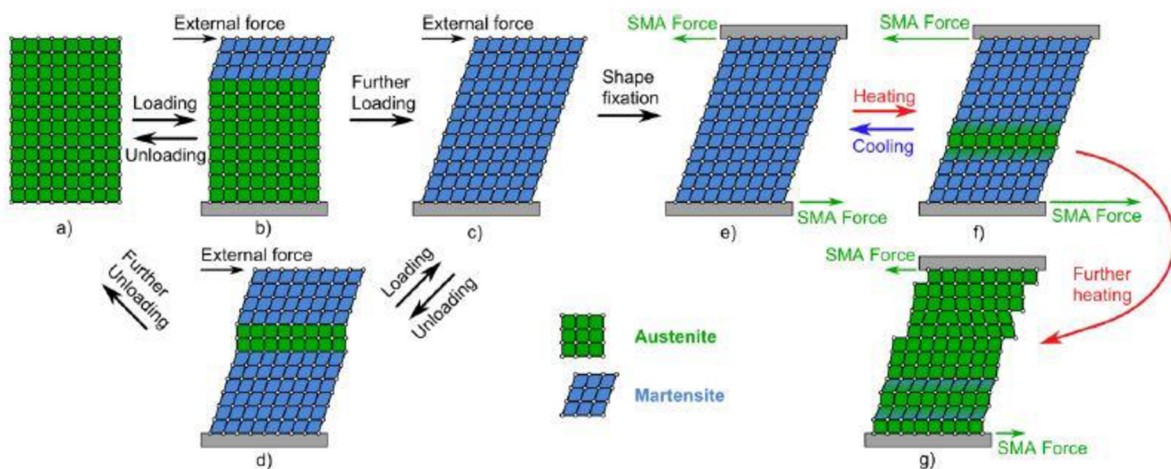 External force
External force
SMA Force
SMA Force
Loading
Unloading
Further
Loading
Shape
fixation
Heating
Cooling
SMA Force
SMA Force
a)
b)
c)
e)
f)
Further
Unloading
External force
Loading
Unloading
Austenite
Martensite
SMA Force
Further
heating
SMA Force
d)
g)